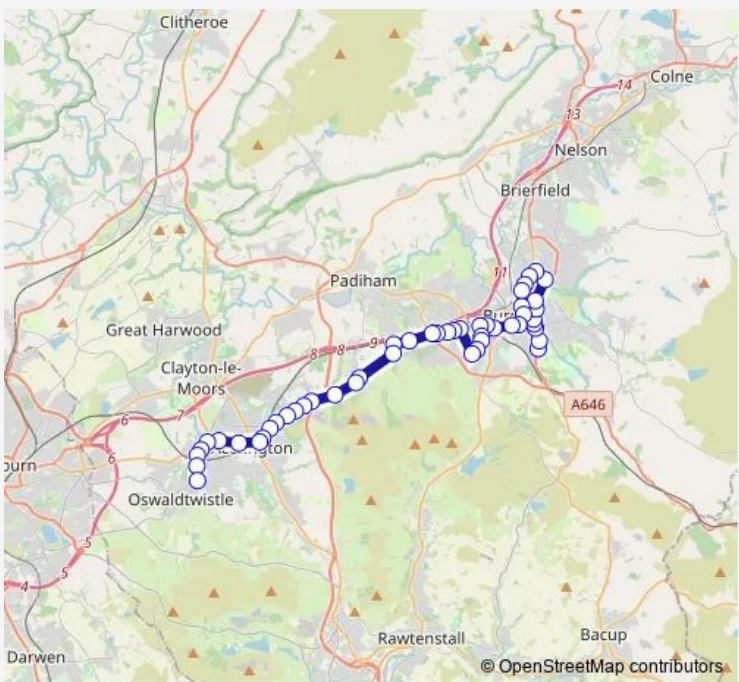 Clitheroe
Colne
14
13
Nelson
Brierfield
11
Padiham
Great Harwood
9
8
8
Clayton-le-
Moors
7
6
6
A646
Oswaldtwistle
5
5
4
Rawtenstall
Bacup
Darwen
© OpenStreetMap contributors